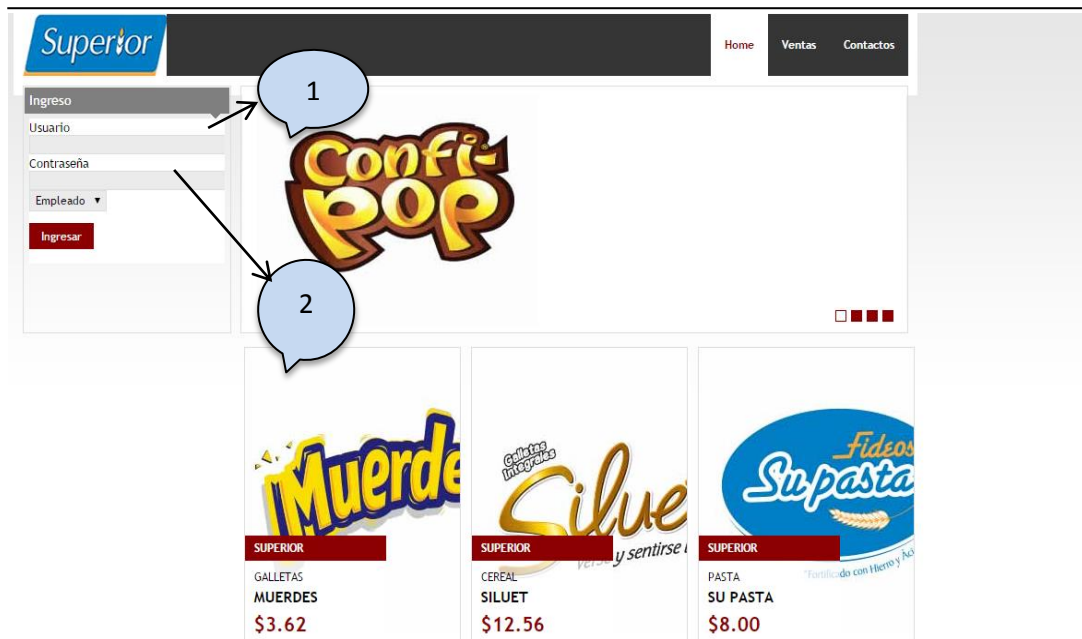 Superior
Home Ventas Contactos
Ingreso
Usuario
Contraseña
Empleado
Ingresar
1
2
Confi-
pop
¡Muerde
SUPERIOR
GALLETAS
MUERDES
$3.62
Galletas
Integrales
Siluet
y sentirse
SUPERIOR
CEREAL
SILUET
$12.56
Fideos
Su pasta
"Fortificado con Hierro y Áci
SUPERIOR
PASTA
SU PASTA
$8.00